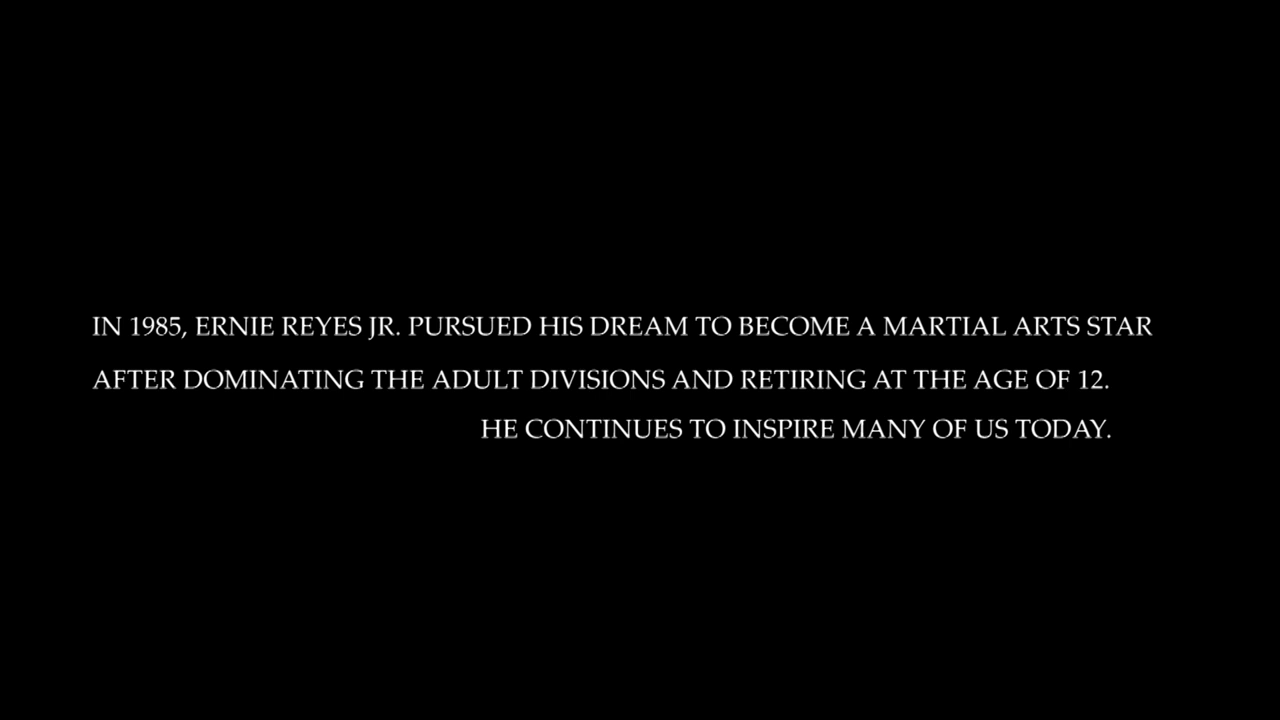 IN 1985, ERNIE REYES JR. PURSUED HIS DREAM TO BECOME A MARTIAL ARTS STAR
AFTER DOMINATING THE ADULT DIVISIONS AND RETIRING AT THE AGE OF 12.
HE CONTINUES TO INSPIRE MANY OF US TODAY.